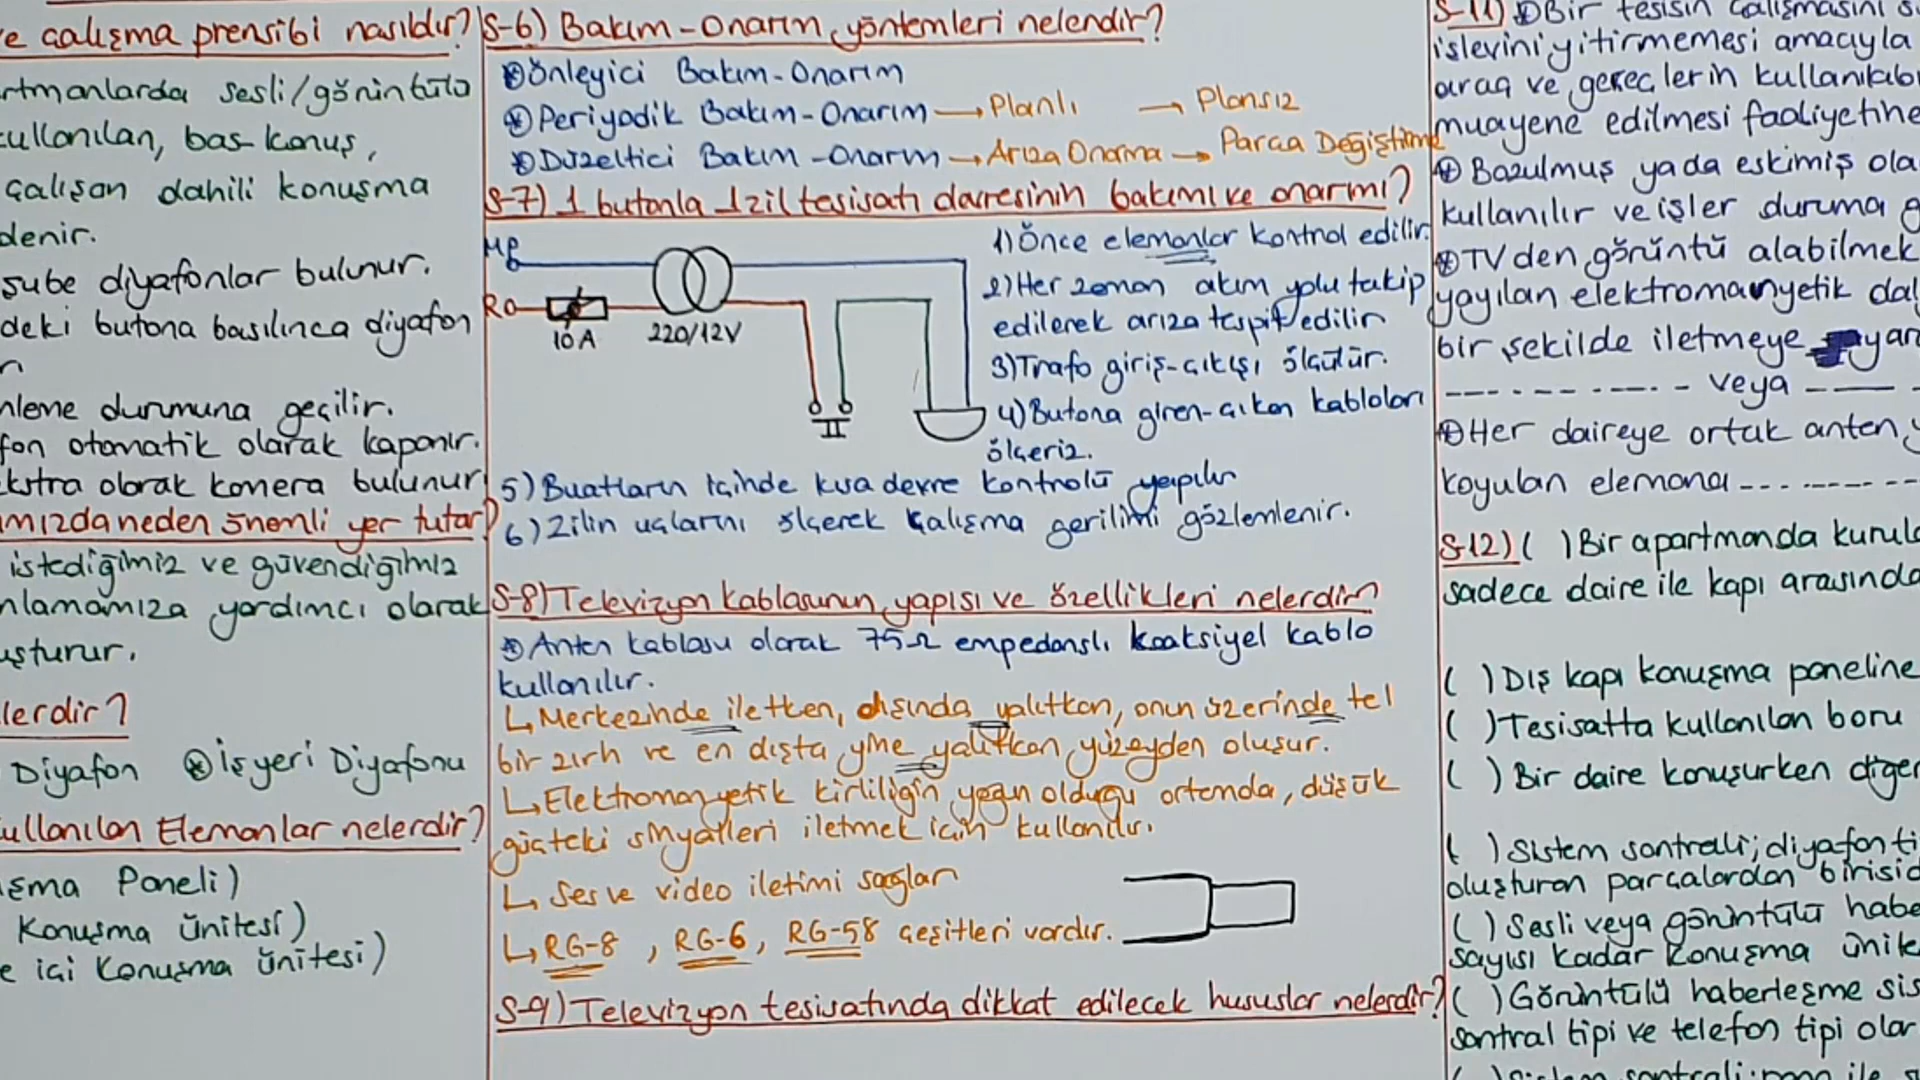 e çalışma prensibi nasıldır?
rtmanlarda sesli/görüntülü
kullanılan, bas-konuş,
çalışan dahili konuşma
denir.
şube diyafonlar bulunur.
deki butona basılınca diyafon
nleme durumuna geçilir.
fon otomatik olarak kapanır.
kstra olarak kamera bulunur
mızda neden önemli yer tutar?
istediğimiz ve güvendiğimiz
nlamamıza yardımcı olarak
uşturur.
lerdir?
Diyafon ⊛İşyeri Diyafonu
kullanılan Elemanlar nelerdir?
şma Paneli)
Konuşma Ünitesi)
e içi Konuşma Ünitesi)
S-6) Bakım-Onarım yöntemleri nelerdir?
⊛Önleyici Bakım-Onarım
⊛Periyodik Bakım-Onarım → Planlı → Plansız
⊛Düzeltici Bakım-Onarım → Arıza Onarma → Parça Değiştirme
S-7) 1 butonla 1 zil tesisatı devresinin bakımı ve onarımı?
Mp
R
10A
220/12V
1) Önce elemanlar kontrol edilir.
2) Her zaman akım yolu takip
edilerek arıza tespit edilir
3) Trafo giriş-çıkışı ölçülür.
4) Butona giren-çıkan kabloları
ölçeriz.
5) Buatların içinde kısa devre kontrolü yapılır
6) Zilin uçlarını ölçerek çalışma gerilimi gözlemlenir.
S-8) Televizyon kablosunun yapısı ve özellikleri nelerdir
⊛Anten kablosu olarak 75Ω empedanslı koaksiyel kablo
kullanılır.
↳Merkezinde iletken, dışında yalıtkan, onun üzerinde tel
bir zırh ve en dışta yine yalıtkan yüzeyden oluşur.
↳Elektromanyetik kirliliğin yoğun olduğu ortamda, düşük
güçteki sinyalleri iletmek için kullanılır.
↳Ses ve video iletimi sağlar
↳RG-8, RG-6, RG-58 çeşitleri vardır.
S-9) Televizyon tesisatında dikkat edilecek hususlar nelerdir?
S-11) ⊛Bir tesisin çalışmasını s
işlevini yitirmemesi amacıyla
araç ve gereçlerin kullanılab
muayene edilmesi faaliyetine
⊛Bozulmuş ya da eskimiş ola
kullanılır ve işler duruma g
⊛TV den görüntü alabilmek
yayılan elektromanyetik dal
bir şekilde iletmeye yar
---------- veya ----
⊛Her daireye ortak anten y
koyulan elemana ---------
S-12) ( ) Bir apartmanda kurula
sadece daire ile kapı arasında
( ) Dış kapı konuşma paneline
( ) Tesisatta kullanılan boru
( ) Bir daire konuşurken diğer
( ) Sistem santrali; diyafon ti
oluşturan parçalardan birisid
( ) Sesli veya görüntülü habe
sayısı kadar konuşma ünite
( ) Görüntülü haberleşme sis
santral tipi ve telefon tipi olar